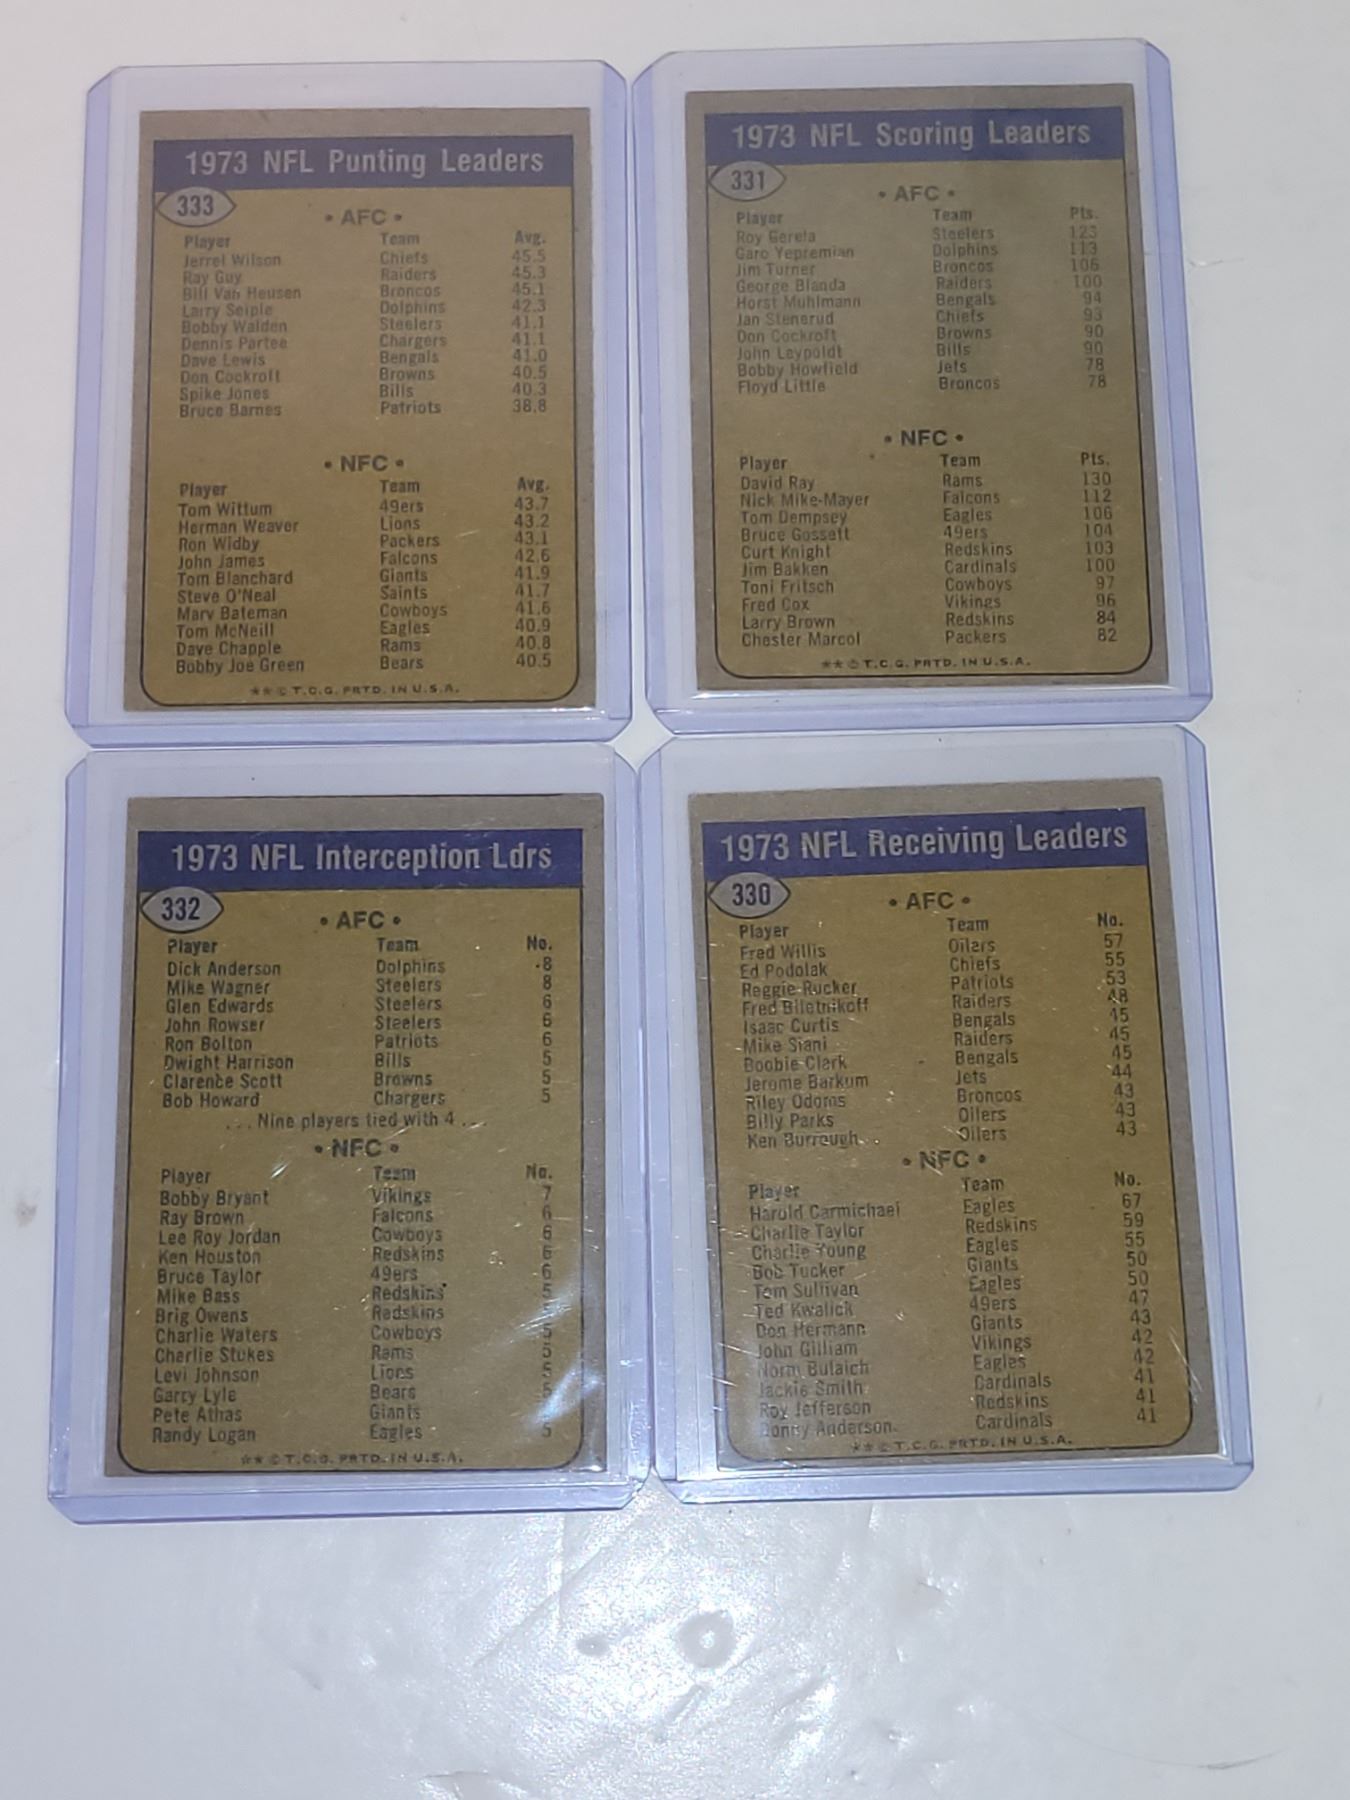 1973 NFL Punting Leaders
333
• AFC •
Player Team Avg.
Jerrel Wilson Chiefs 45.5
Ray Guy Raiders 45.3
Bill Van Heusen Broncos 45.1
Larry Seiple Dolphins 42.3
Bobby Walden Steelers 41.1
Dennis Partee Chargers 41.1
Dave Lewis Bengals 41.0
Don Cockroft Browns 40.5
Spike Jones Bills 40.3
Bruce Barnes Patriots 38.8
• NFC •
Player Team Avg.
Tom Wittum 49ers 43.7
Herman Weaver Lions 43.2
Ron Widby Packers 43.1
John James Falcons 42.6
Tom Blanchard Giants 41.9
Steve O'Neal Saints 41.7
Marv Bateman Cowboys 41.6
Tom McNeill Eagles 40.9
Dave Chapple Rams 40.8
Bobby Joe Green Bears 40.5
** © T.C.G. PRTD. IN U.S.A.
1973 NFL Scoring Leaders
331
• AFC •
Player Team Pts.
Roy Gerela Steelers 123
Garo Yepremian Dolphins 113
Jim Turner Broncos 106
George Blanda Raiders 100
Horst Muhlmann Bengals 94
Jan Stenerud Chiefs 93
Don Cockroft Browns 90
John Leypoldt Bills 90
Bobby Howfield Jets 78
Floyd Little Broncos 78
• NFC •
Player Team Pts.
David Ray Rams 130
Nick Mike-Mayer Falcons 112
Tom Dempsey Eagles 106
Bruce Gossett 49ers 104
Curt Knight Redskins 103
Jim Bakken Cardinals 100
Toni Fritsch Cowboys 97
Fred Cox Vikings 96
Larry Brown Redskins 84
Chester Marcol Packers 82
** © T.C.G. PRTD. IN U.S.A.
1973 NFL Interception Ldrs
332
• AFC •
Player Team No.
Dick Anderson Dolphins 8
Mike Wagner Steelers 8
Glen Edwards Steelers 6
John Rowser Steelers 6
Ron Bolton Patriots 6
Dwight Harrison Bills 5
Clarence Scott Browns 5
Bob Howard Chargers 5
... Nine players tied with 4 ...
• NFC •
Player Team No.
Bobby Bryant Vikings 7
Ray Brown Falcons 6
Lee Roy Jordan Cowboys 6
Ken Houston Redskins 6
Bruce Taylor 49ers 6
Mike Bass Redskins 5
Brig Owens Redskins 5
Charlie Waters Cowboys 5
Charlie Stukes Rams 5
Levi Johnson Lions 5
Garry Lyle Bears 5
Pete Athas Giants
Randy Logan Eagles 5
** © T.C.G. PRTD. IN U.S.A.
1973 NFL Receiving Leaders
330
• AFC •
Player Team No.
Fred Willis Oilers 57
Ed Podolak Chiefs 55
Reggie Rucker Patriots 53
Fred Biletnikoff Raiders 48
Isaac Curtis Bengals 45
Mike Siani Raiders 45
Boobie Clark Bengals 45
Jerome Barkum Jets 44
Riley Odoms Broncos 43
Billy Parks Oilers 43
Ken Burrough Oilers 43
• NFC •
Player Team No.
Harold Carmichael Eagles 67
Charlie Taylor Redskins 59
Charlie Young Eagles 55
Bob Tucker Giants 50
Tom Sullivan Eagles 50
Ted Kwalick 49ers 47
Don Hermann Giants 43
John Gilliam Vikings 42
Norm Bulaich Eagles 42
Jackie Smith Cardinals 41
Roy Jefferson Redskins 41
Donny Anderson Cardinals 41
** © T.C.G. PRTD. IN U.S.A.